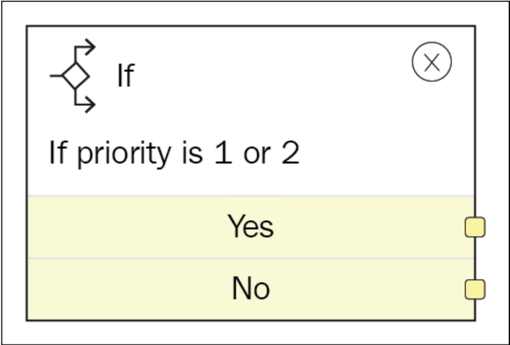 If
If priority is 1 or 2
Yes
No